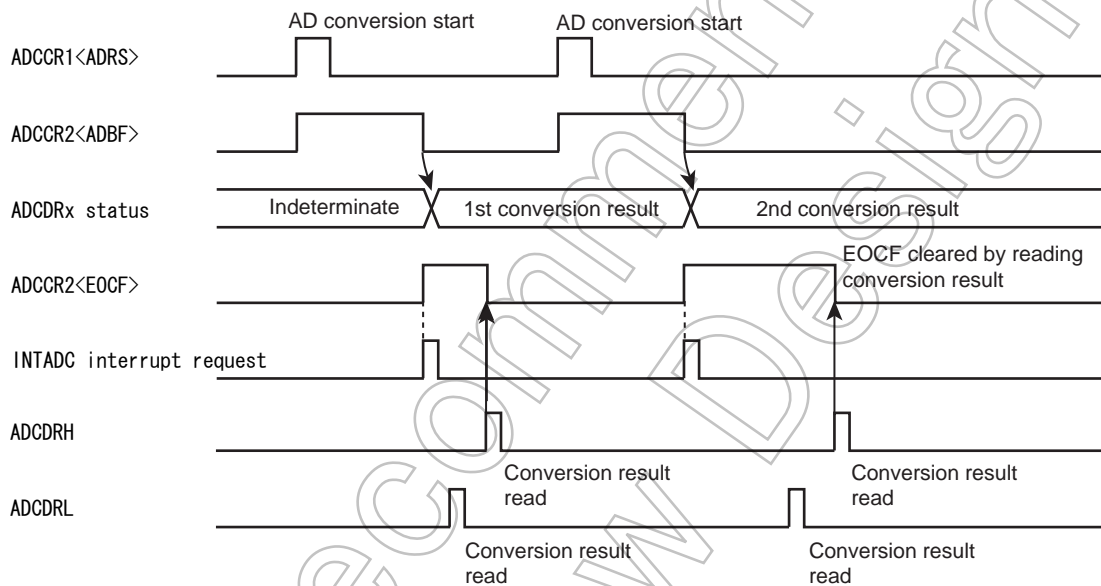 AD conversion start
AD conversion start
ADCCR1<ADRS>
ADCCR2<ADBF>
ADCDRx status
Indeterminate
1st conversion result
2nd conversion result
EOCF cleared by reading
conversion result
ADCCR2<EOCF>
INTADC interrupt request
ADCDRH
Conversion result
read
Conversion result
read
ADCDRL
Conversion result
read
Conversion result
read